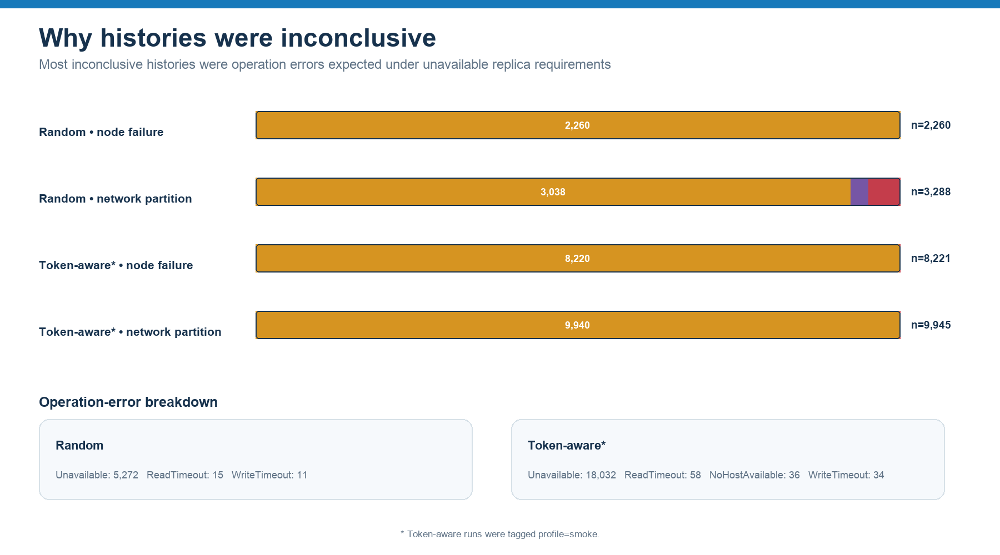 Why histories were inconclusive
Most inconclusive histories were operation errors expected under unavailable replica requirements
Random • node failure
2,260
n=2,260
Random • network partition
3,038
n=3,288
Token-aware* • node failure
8,220
n=8,221
Token-aware* • network partition
9,940
n=9,945
Operation-error breakdown
Random
Unavailable: 5,272   ReadTimeout: 15   WriteTimeout: 11
Token-aware*
Unavailable: 18,032   ReadTimeout: 58   NoHostAvailable: 36   WriteTimeout: 34
* Token-aware runs were tagged profile=smoke.